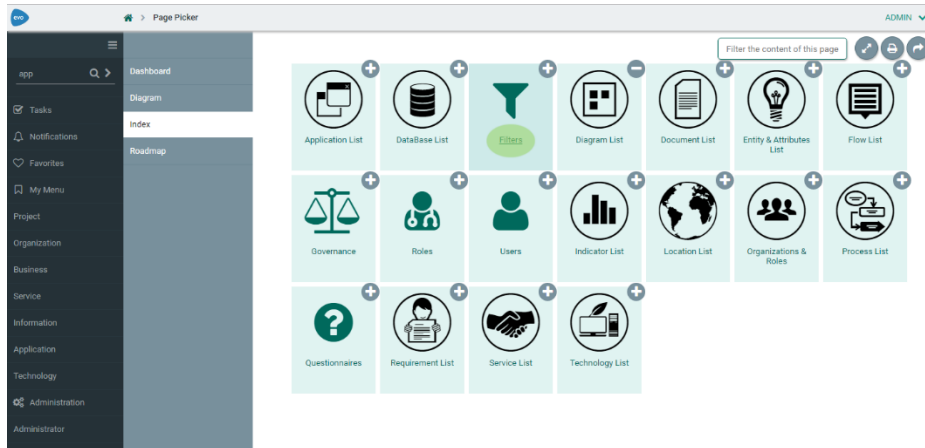 evo
> Page Picker
ADMIN
app
Tasks
Notifications
Favorites
My Menu
Project
Organization
Business
Service
Information
Application
Technology
Administration
Administrator
Dashboard
Diagram
Index
Roadmap
Filter the content of this page
Application List
DataBase List
Filters
Diagram List
Document List
Entity & Attributes
List
Flow List
Governance
Roles
Users
Indicator List
Location List
Organizations &
Roles
Process List
Questionnaires
Requirement List
Service List
Technology List